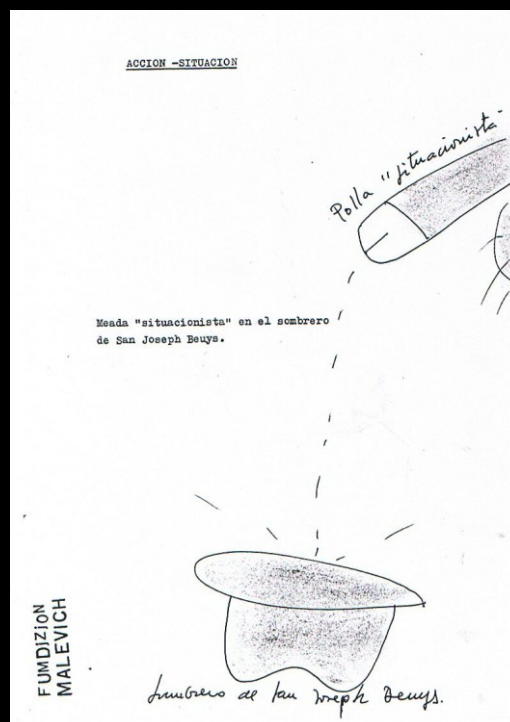 ACCION -SITUACION
Polla "situacionista"
Meada "situacionista" en el sombrero
de San Joseph Beuys.
FUMDIZION
MALEVICH
Sombrero de San Joseph Beuys.